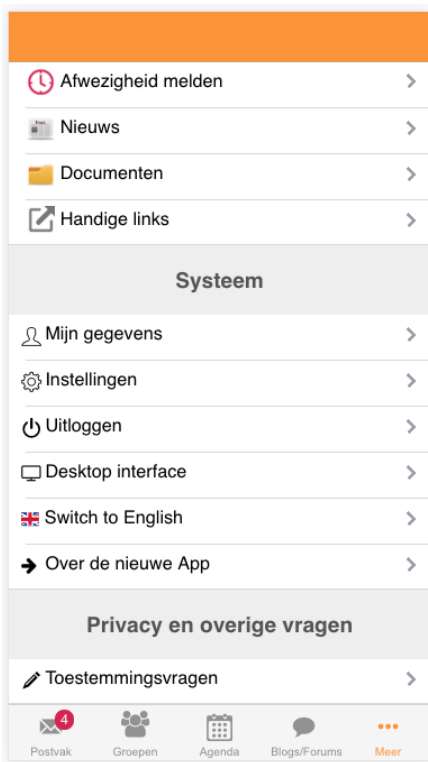 Afwezigheid melden
Nieuws
Documenten
Handige links
Systeem
Mijn gegevens
Instellingen
Uitloggen
Desktop interface
Switch to English
Over de nieuwe App
Privacy en overige vragen
Toestemmingsvragen
4
Postvak Groepen Agenda Blogs/Forums Meer